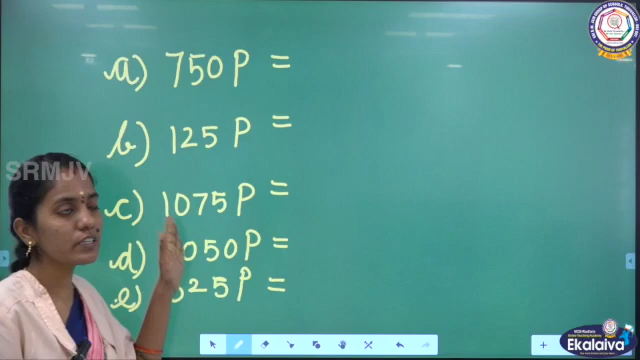 a) 750 P =
b) 125 P =
SRMJV
c) 1075 P =
d) 050 P =
e) 25 P =
Ekalaiva